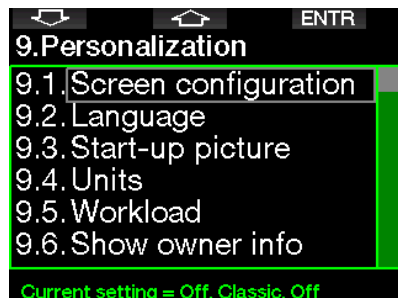 ENTR
9.Personalization
9.1.Screen configuration
9.2.Language
9.3.Start-up picture
9.4.Units
9.5.Workload
9.6.Show owner info
Current setting = Off, Classic, Off